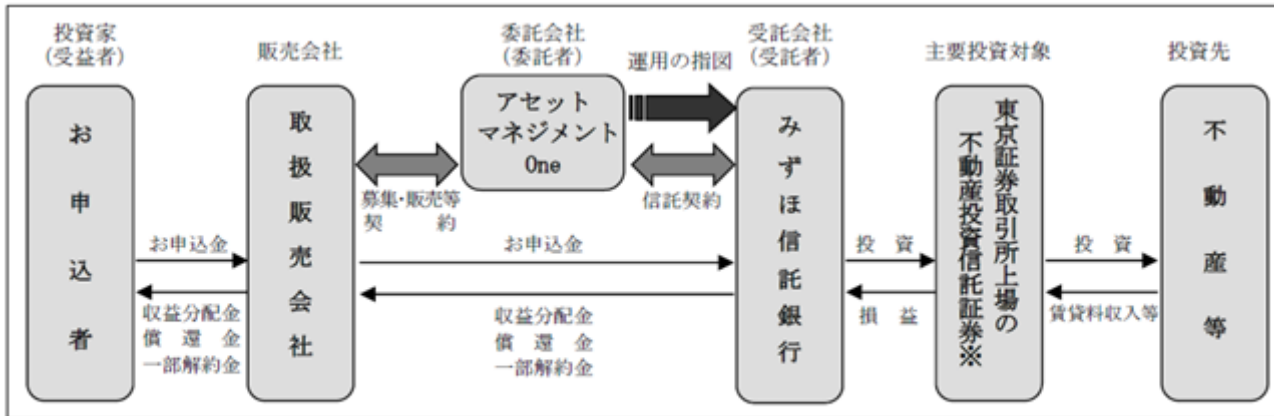 投資家
(受益者)
販売会社
委託会社
(委託者)
運用の指図
受託会社
(受託者)
主要投資対象
投資先
お申込者
取扱販売会社
アセット
マネジメント
One
みずほ信託銀行
東京証券取引所上場の
不動産投資信託証券※
不動産等
募集・販売等
契約
信託契約
お申込金
収益分配金
償還金
一部解約金
お申込金
収益分配金
償還金
一部解約金
投資
損益
投資
賃貸料収入等